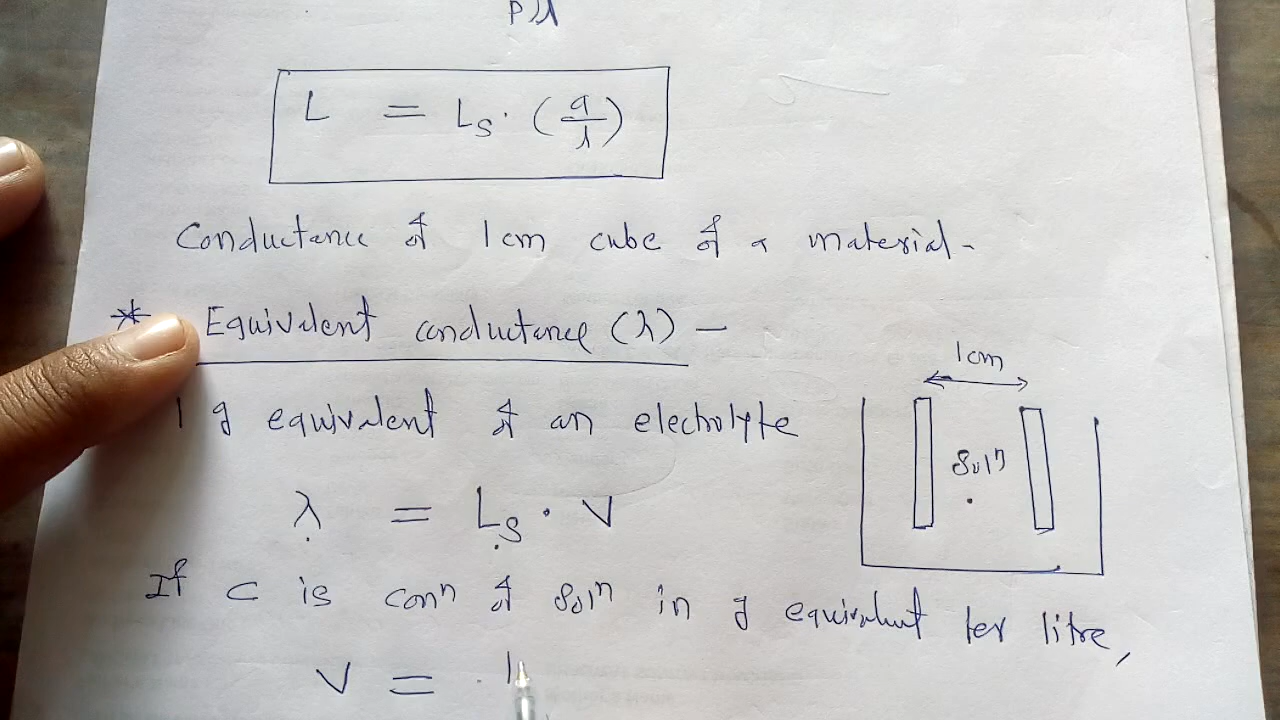 L = Ls · (a/l)
Conductance of 1cm cube of a material-
* Equivalent conductance (λ) –
1 g equivalent of an electrolyte
1cm
Solⁿ
λ = Ls · V
If C is conⁿ of Solⁿ in g equivalent per litre,
V = 1